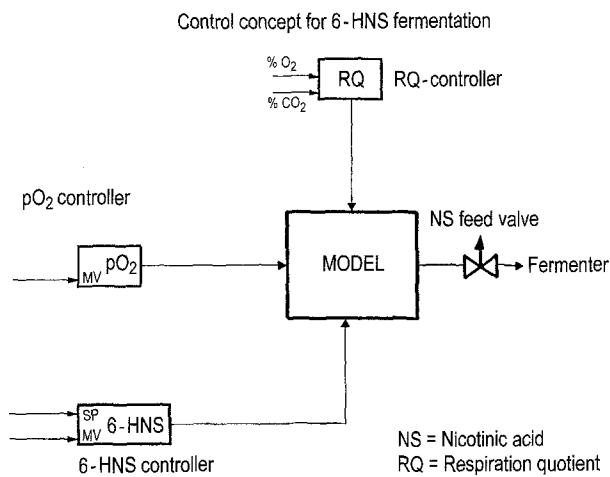 Control concept for 6-HNS fermentation
% O2
% CO2
RQ
RQ-controller
pO2 controller
NS feed valve
MV
pO2
MODEL
Fermenter
SP
MV
6-HNS
6-HNS controller
NS = Nicotinic acid
RQ = Respiration quotient